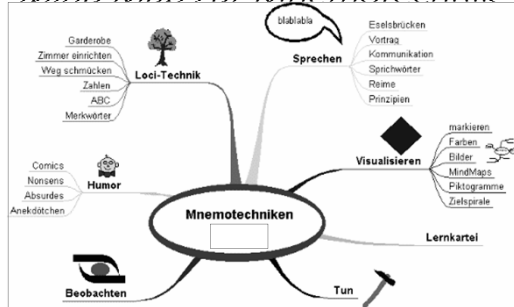 blablabla
Sprechen
Eselsbrücken
Vortrag
Kommunikation
Sprichwörter
Reime
Prinzipien
Garderobe
Zimmer einrichten
Weg schmücken
Zahlen
ABC
Merkwörter
Loci-Technik
Visualisieren
markieren
Farben
Bilder
MindMaps
Piktogramme
Zielspirale
Comics
Nonsens
Absurdes
Anekdötchen
Humor
Mnemotechniken
Lernkartei
Beobachten
Tun